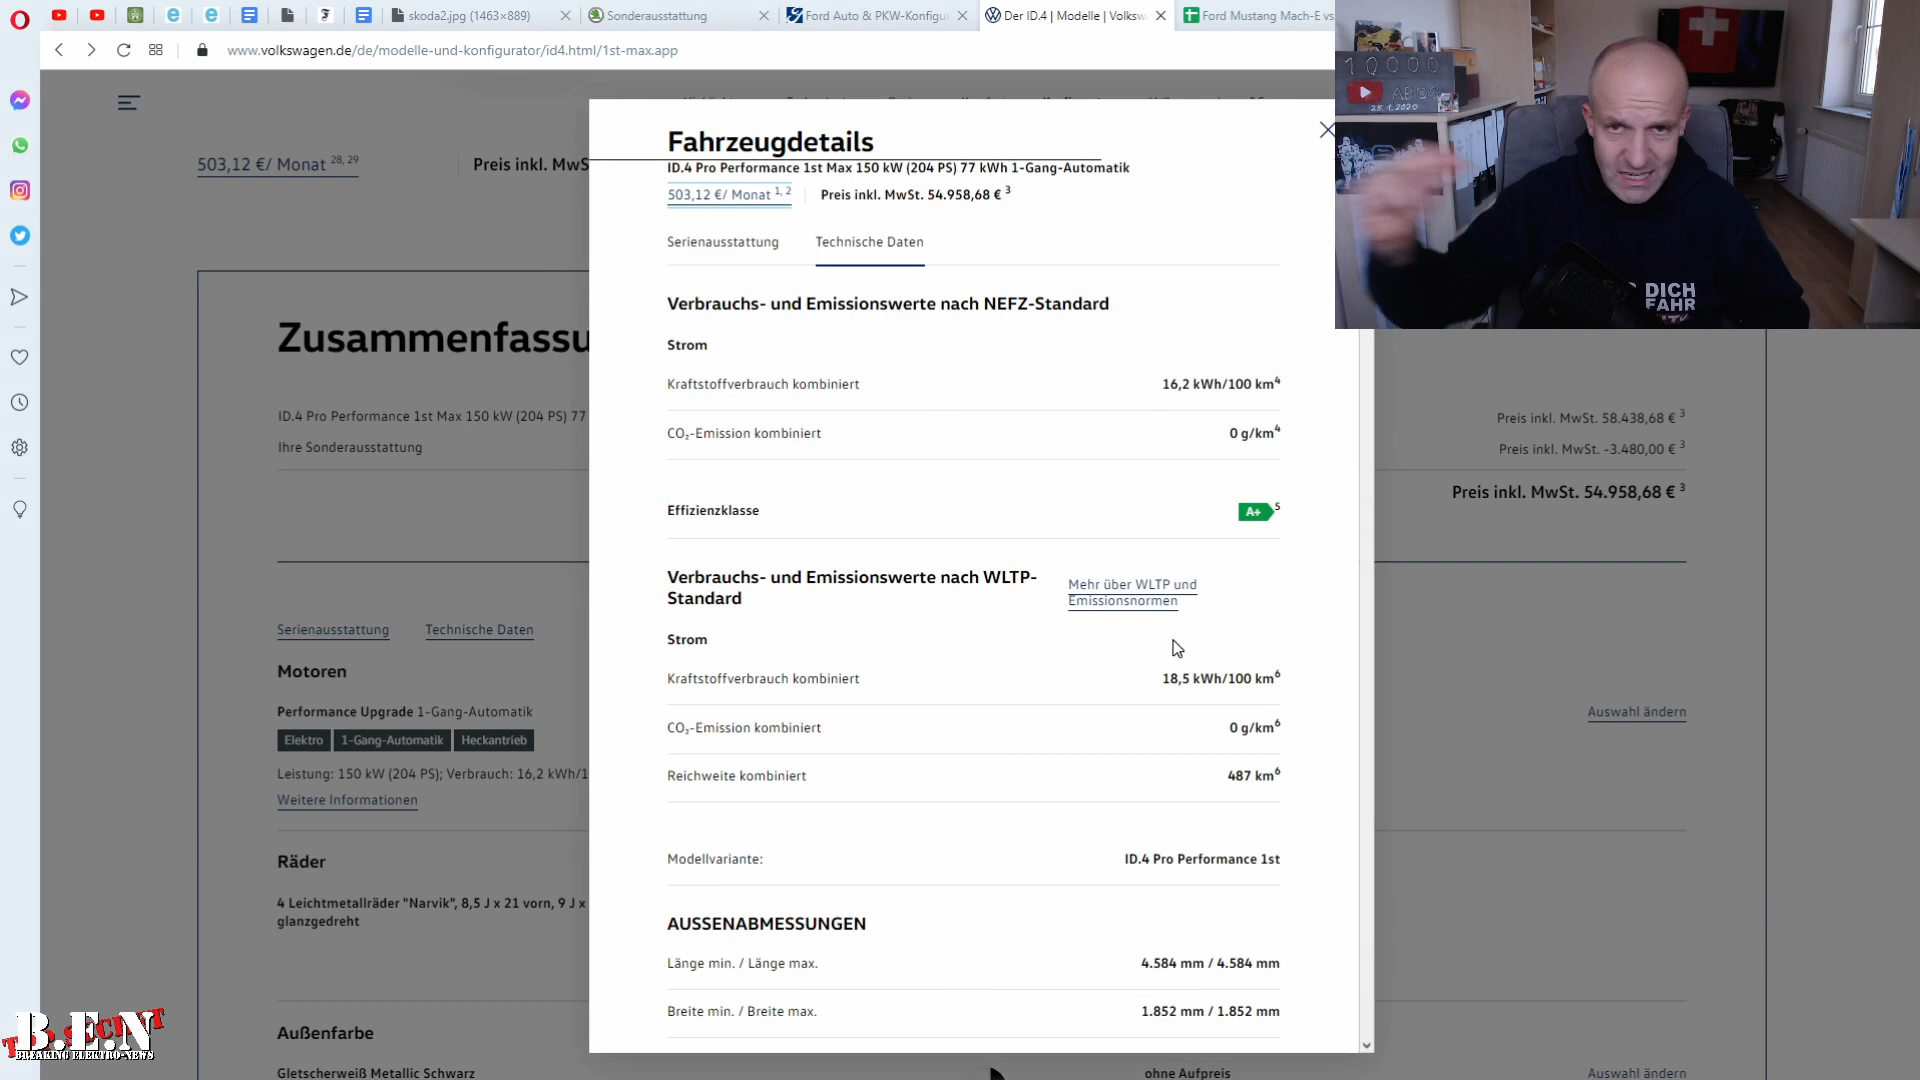 skoda2.jpg (1463×889)
Sonderausstattung
Ford Auto & PKW-Konfigu
Der ID.4 | Modelle | Volksw
Ford Mustang Mach-E vs
www.volkswagen.de/de/modelle-und-konfigurator/id4.html/1st-max.app
503,12 €/ Monat 28, 29
Preis inkl. MwS
Zusammenfassu
ID.4 Pro Performance 1st Max 150 kW (204 PS) 77
Ihre Sonderausstattung
Preis inkl. MwSt. 58.438,68 € 3
Preis inkl. MwSt. -3.480,00 € 3
Preis inkl. MwSt. 54.958,68 € 3
Serienausstattung
Technische Daten
Motoren
Performance Upgrade 1-Gang-Automatik
Auswahl ändern
Elektro
1-Gang-Automatik
Heckantrieb
Leistung: 150 kW (204 PS); Verbrauch: 16,2 kWh/1
Weitere Informationen
Räder
4 Leichtmetallräder "Narvik", 8,5 J x 21 vorn, 9 J x
glanzgedreht
Außenfarbe
Gletscherweiß Metallic Schwarz
ohne Aufpreis
Auswahl ändern
Fahrzeugdetails
ID.4 Pro Performance 1st Max 150 kW (204 PS) 77 kWh 1-Gang-Automatik
503,12 €/ Monat 1, 2
Preis inkl. MwSt. 54.958,68 € 3
Serienausstattung
Technische Daten
Verbrauchs- und Emissionswerte nach NEFZ-Standard
Strom
Kraftstoffverbrauch kombiniert
16,2 kWh/100 km4
CO₂-Emission kombiniert
0 g/km4
Effizienzklasse
A+ 5
Verbrauchs- und Emissionswerte nach WLTP-
Standard
Mehr über WLTP und
Emissionsnormen
Strom
Kraftstoffverbrauch kombiniert
18,5 kWh/100 km6
CO₂-Emission kombiniert
0 g/km6
Reichweite kombiniert
487 km6
Modellvariante:
ID.4 Pro Performance 1st
AUSSENABMESSUNGEN
Länge min. / Länge max.
4.584 mm / 4.584 mm
Breite min. / Breite max.
1.852 mm / 1.852 mm
10000
ABOS
25.1.2020
DICH
FAHR
B.E.N
BREAKING ELEKTRO-NEWS